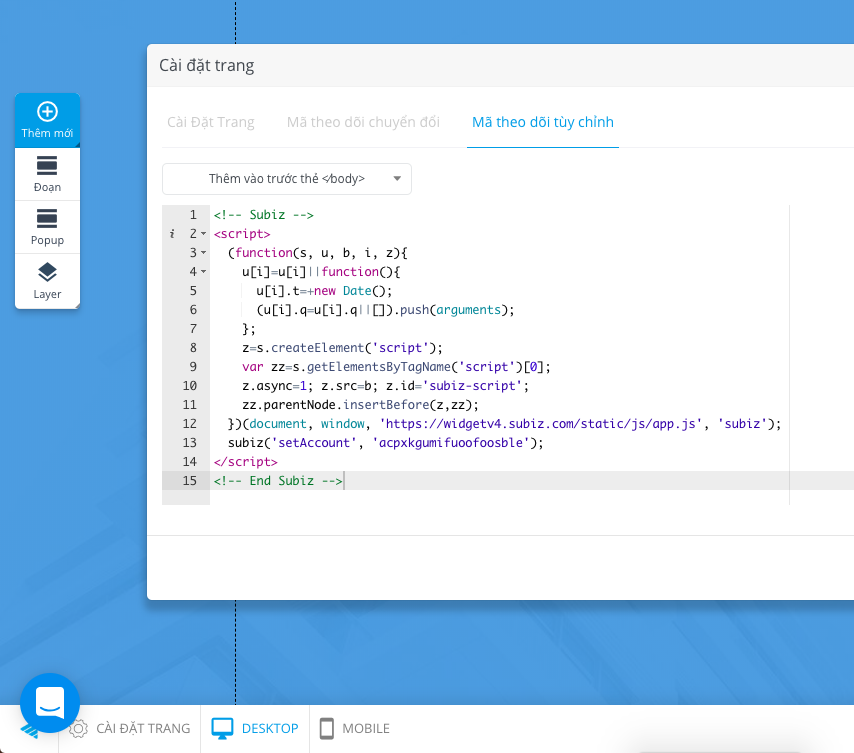 Cài đặt trang
Cài Đặt Trang Mã theo dõi chuyển đổi Mã theo dõi tùy chỉnh
Thêm mới
Đoạn
Popup
Layer
Thêm vào trước thẻ </body>
1 <!-- Subiz -->
i 2 <script>
3 (function(s, u, b, i, z){
4 u[i]=u[i]||function(){
5 u[i].t=+new Date();
6 (u[i].q=u[i].q||[]).push(arguments);
7 };
8 z=s.createElement('script');
9 var zz=s.getElementsByTagName('script')[0];
10 z.async=1; z.src=b; z.id='subiz-script';
11 zz.parentNode.insertBefore(z,zz);
12 })(document, window, 'https://widgetv4.subiz.com/static/js/app.js', 'subiz');
13 subiz('setAccount', 'acpxkgumifuoofoosble');
14 </script>
15 <!-- End Subiz -->
CÀI ĐẶT TRANG DESKTOP MOBILE